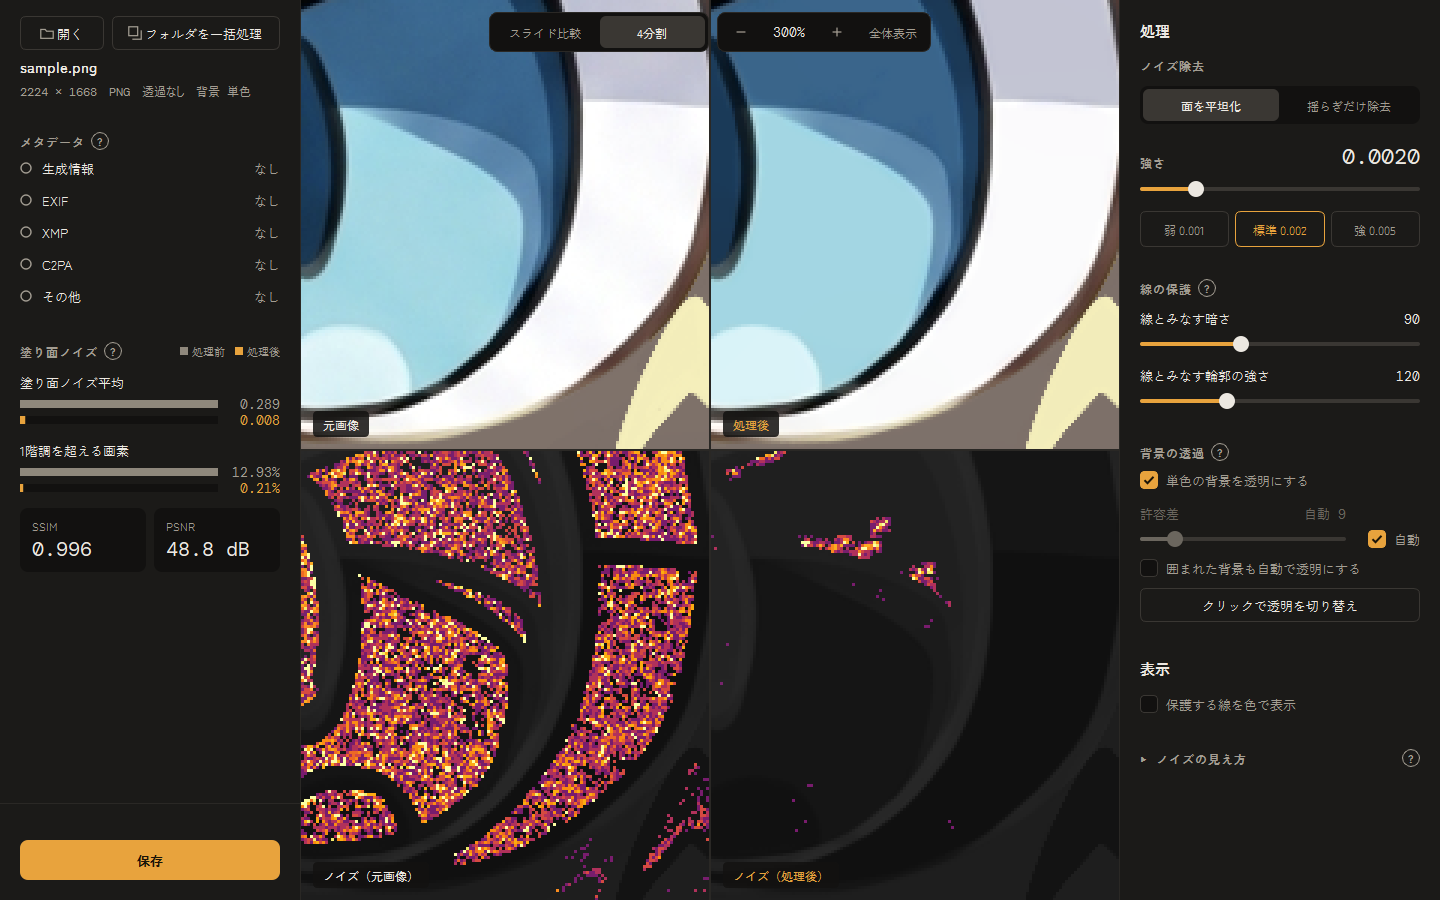 開く
フォルダを一括処理
sample.png
2224 × 1668 PNG 透過なし 背景 単色
メタデータ ?
生成情報 なし
EXIF なし
XMP なし
C2PA なし
その他 なし
塗り面ノイズ ? 処理前 処理後
塗り面ノイズ平均
0.289
0.008
1階調を超える画素
12.93%
0.21%
SSIM
0.996
PSNR
48.8 dB
保存
スライド比較 4分割
− 300% + 全体表示
元画像
処理後
ノイズ（元画像）
ノイズ（処理後）
処理
ノイズ除去
面を平坦化 揺らぎだけ除去
強さ 0.0020
弱 0.001 標準 0.002 強 0.005
線の保護 ?
線とみなす暗さ 90
線とみなす輪郭の強さ 120
背景の透過 ?
単色の背景を透明にする
許容差 自動 9
自動
囲まれた背景も自動で透明にする
クリックで透明を切り替え
表示
保護する線を色で表示
ノイズの見え方 ?